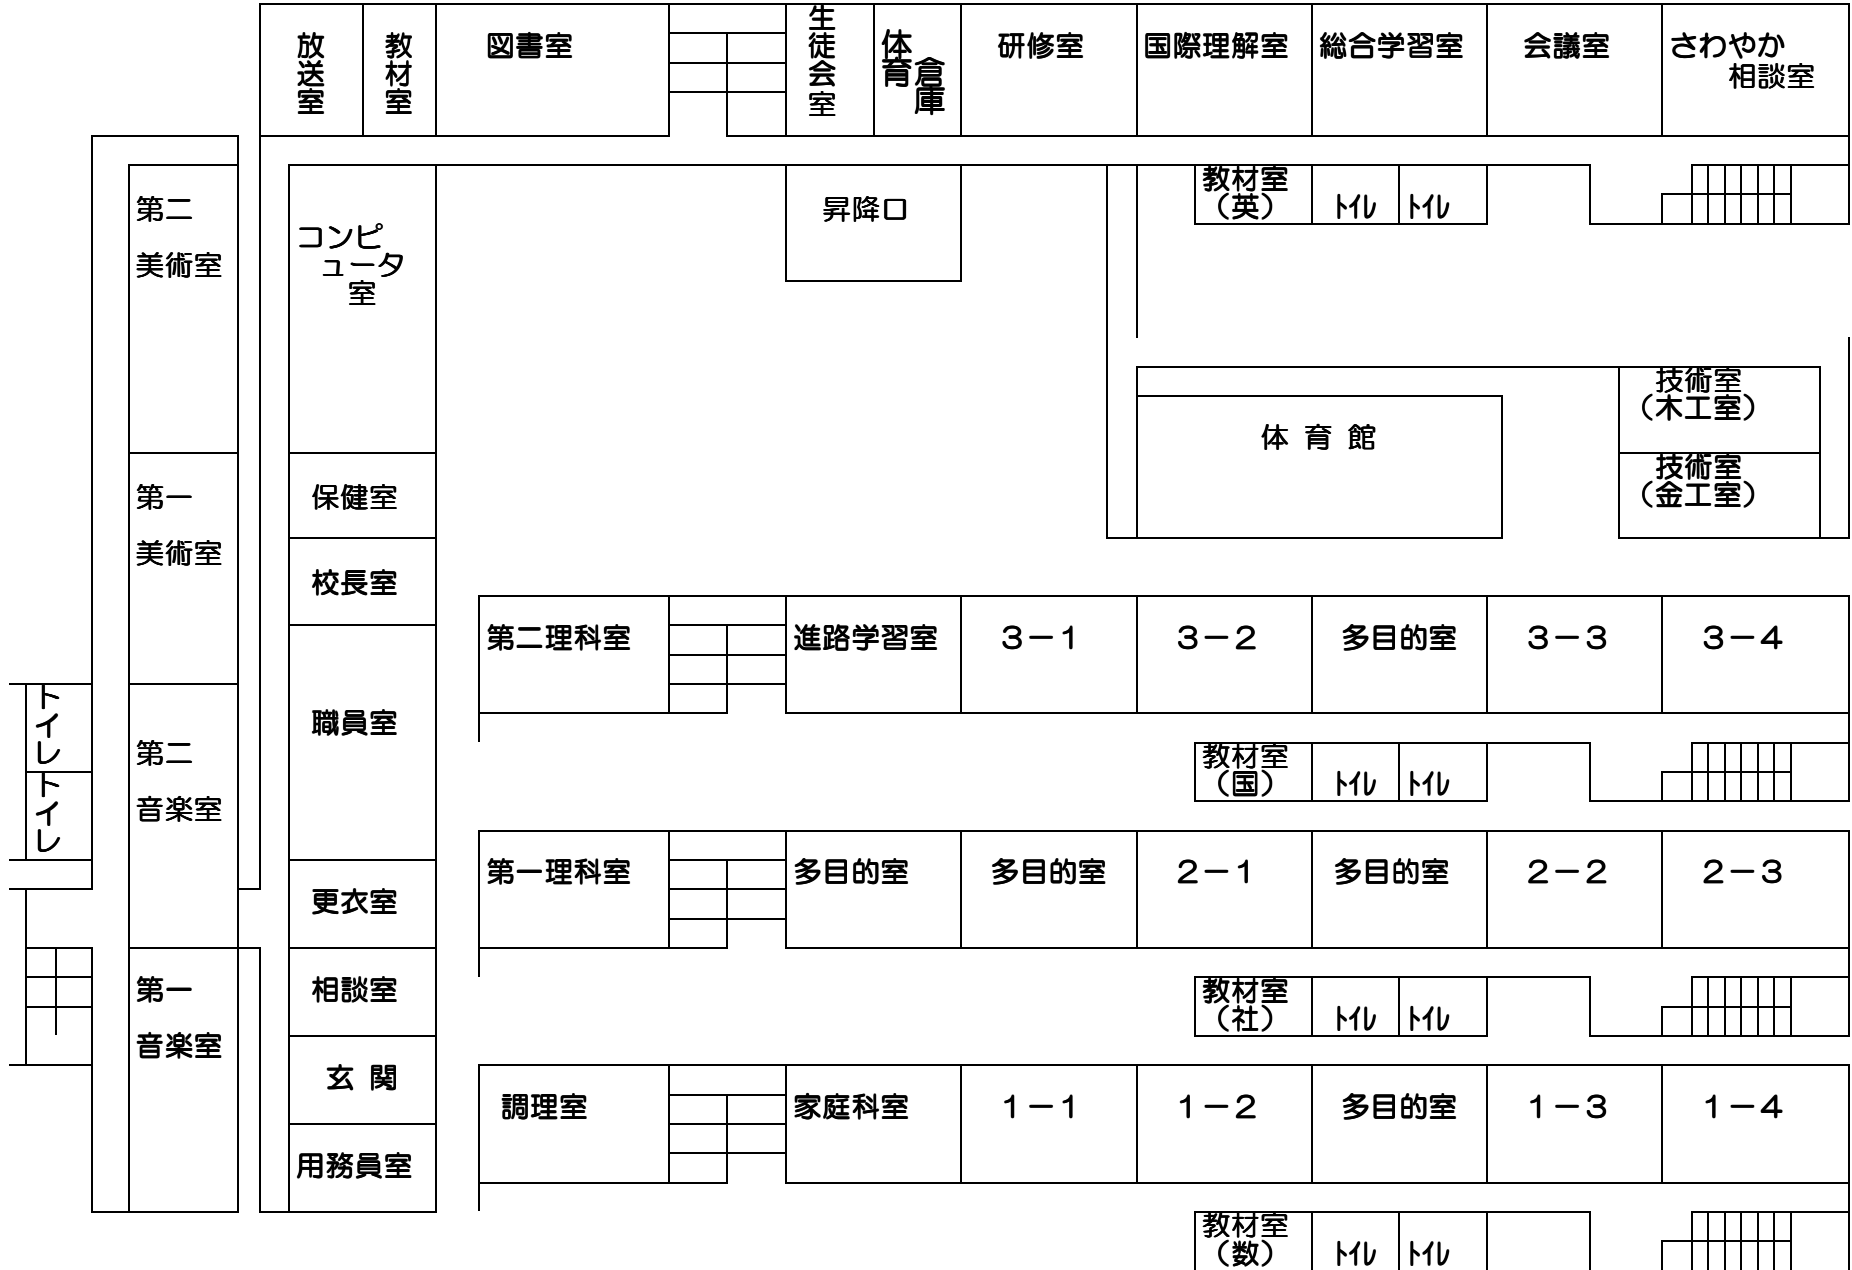 放送室
教材室
図書室
生徒会室
体育倉庫
研修室
国際理解室
総合学習室
会議室
さわやか
相談室
第二
美術室
コンピ
ュータ
室
昇降口
教材室
（英）
ﾄｲﾚ
ﾄｲﾚ
体 育 館
技術室
（木工室）
技術室
（金工室）
第一
美術室
保健室
校長室
職員室
トイレ
トイレ
第二
音楽室
更衣室
相談室
玄 関
用務員室
第一
音楽室
第二理科室
進路学習室
３－１
３－２
多目的室
３－３
３－４
教材室
（国）
ﾄｲﾚ
ﾄｲﾚ
第一理科室
多目的室
多目的室
２－１
多目的室
２－２
２－３
教材室
（社）
ﾄｲﾚ
ﾄｲﾚ
調理室
家庭科室
１－１
１－２
多目的室
１－３
１－４
教材室
（数）
ﾄｲﾚ
ﾄｲﾚ